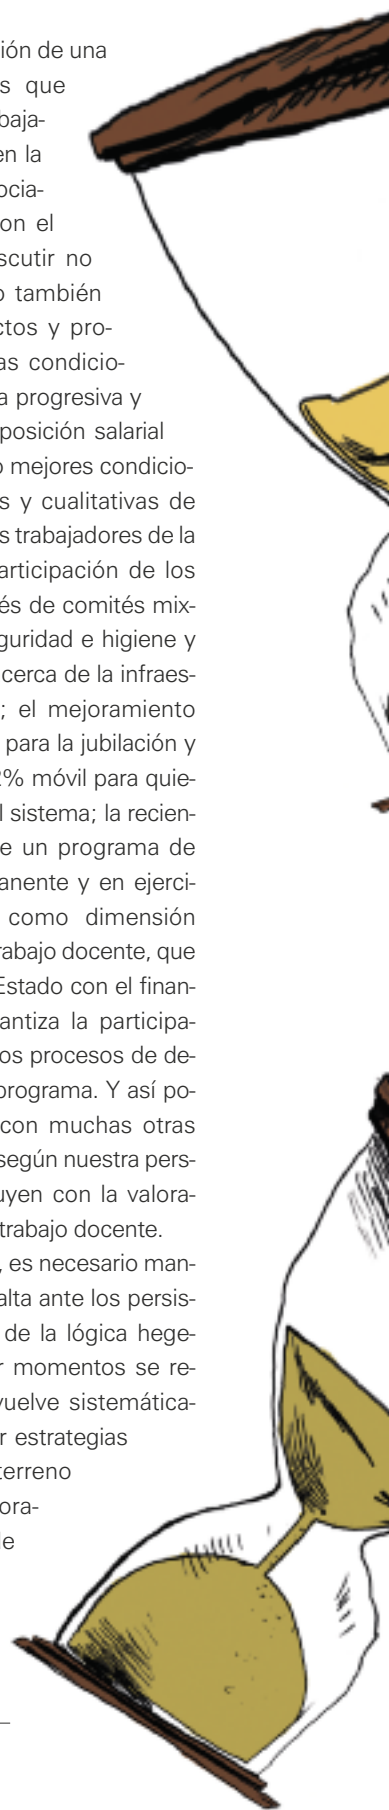 ión de una
s que
baja-
en la
ocia-
on el
scutir no
o también
ctos y pro-
as condicio-
a progresiva y
posición salarial
o mejores condicio-
s y cualitativas de
s trabajadores de la
articipación de los
és de comités mix-
guridad e higiene y
cerca de la infraes-
; el mejoramiento
para la jubilación y
2% móvil para quie-
l sistema; la recien-
e un programa de
anente y en ejerci-
como dimensión
rabajo docente, que
Estado con el finan-
antiza la participa-
os procesos de de-
programa. Y así po-
con muchas otras
según nuestra pers-
uyen con la valora-
trabajo docente.
, es necesario man-
alta ante los persis-
de la lógica hege-
r momentos se re-
vuelve sistemática-
r estrategias
terreno
ora-
le